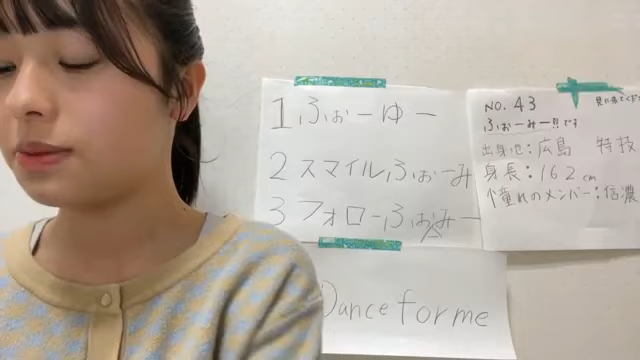 1 ふぉーゆー
2 スマイルふぉーみ
3 フォローふぉみー
Dance for me
NO. 43
ふぉーみー!!です
出身地:広島 特技
身長:162cm
憧れのメンバー:信濃